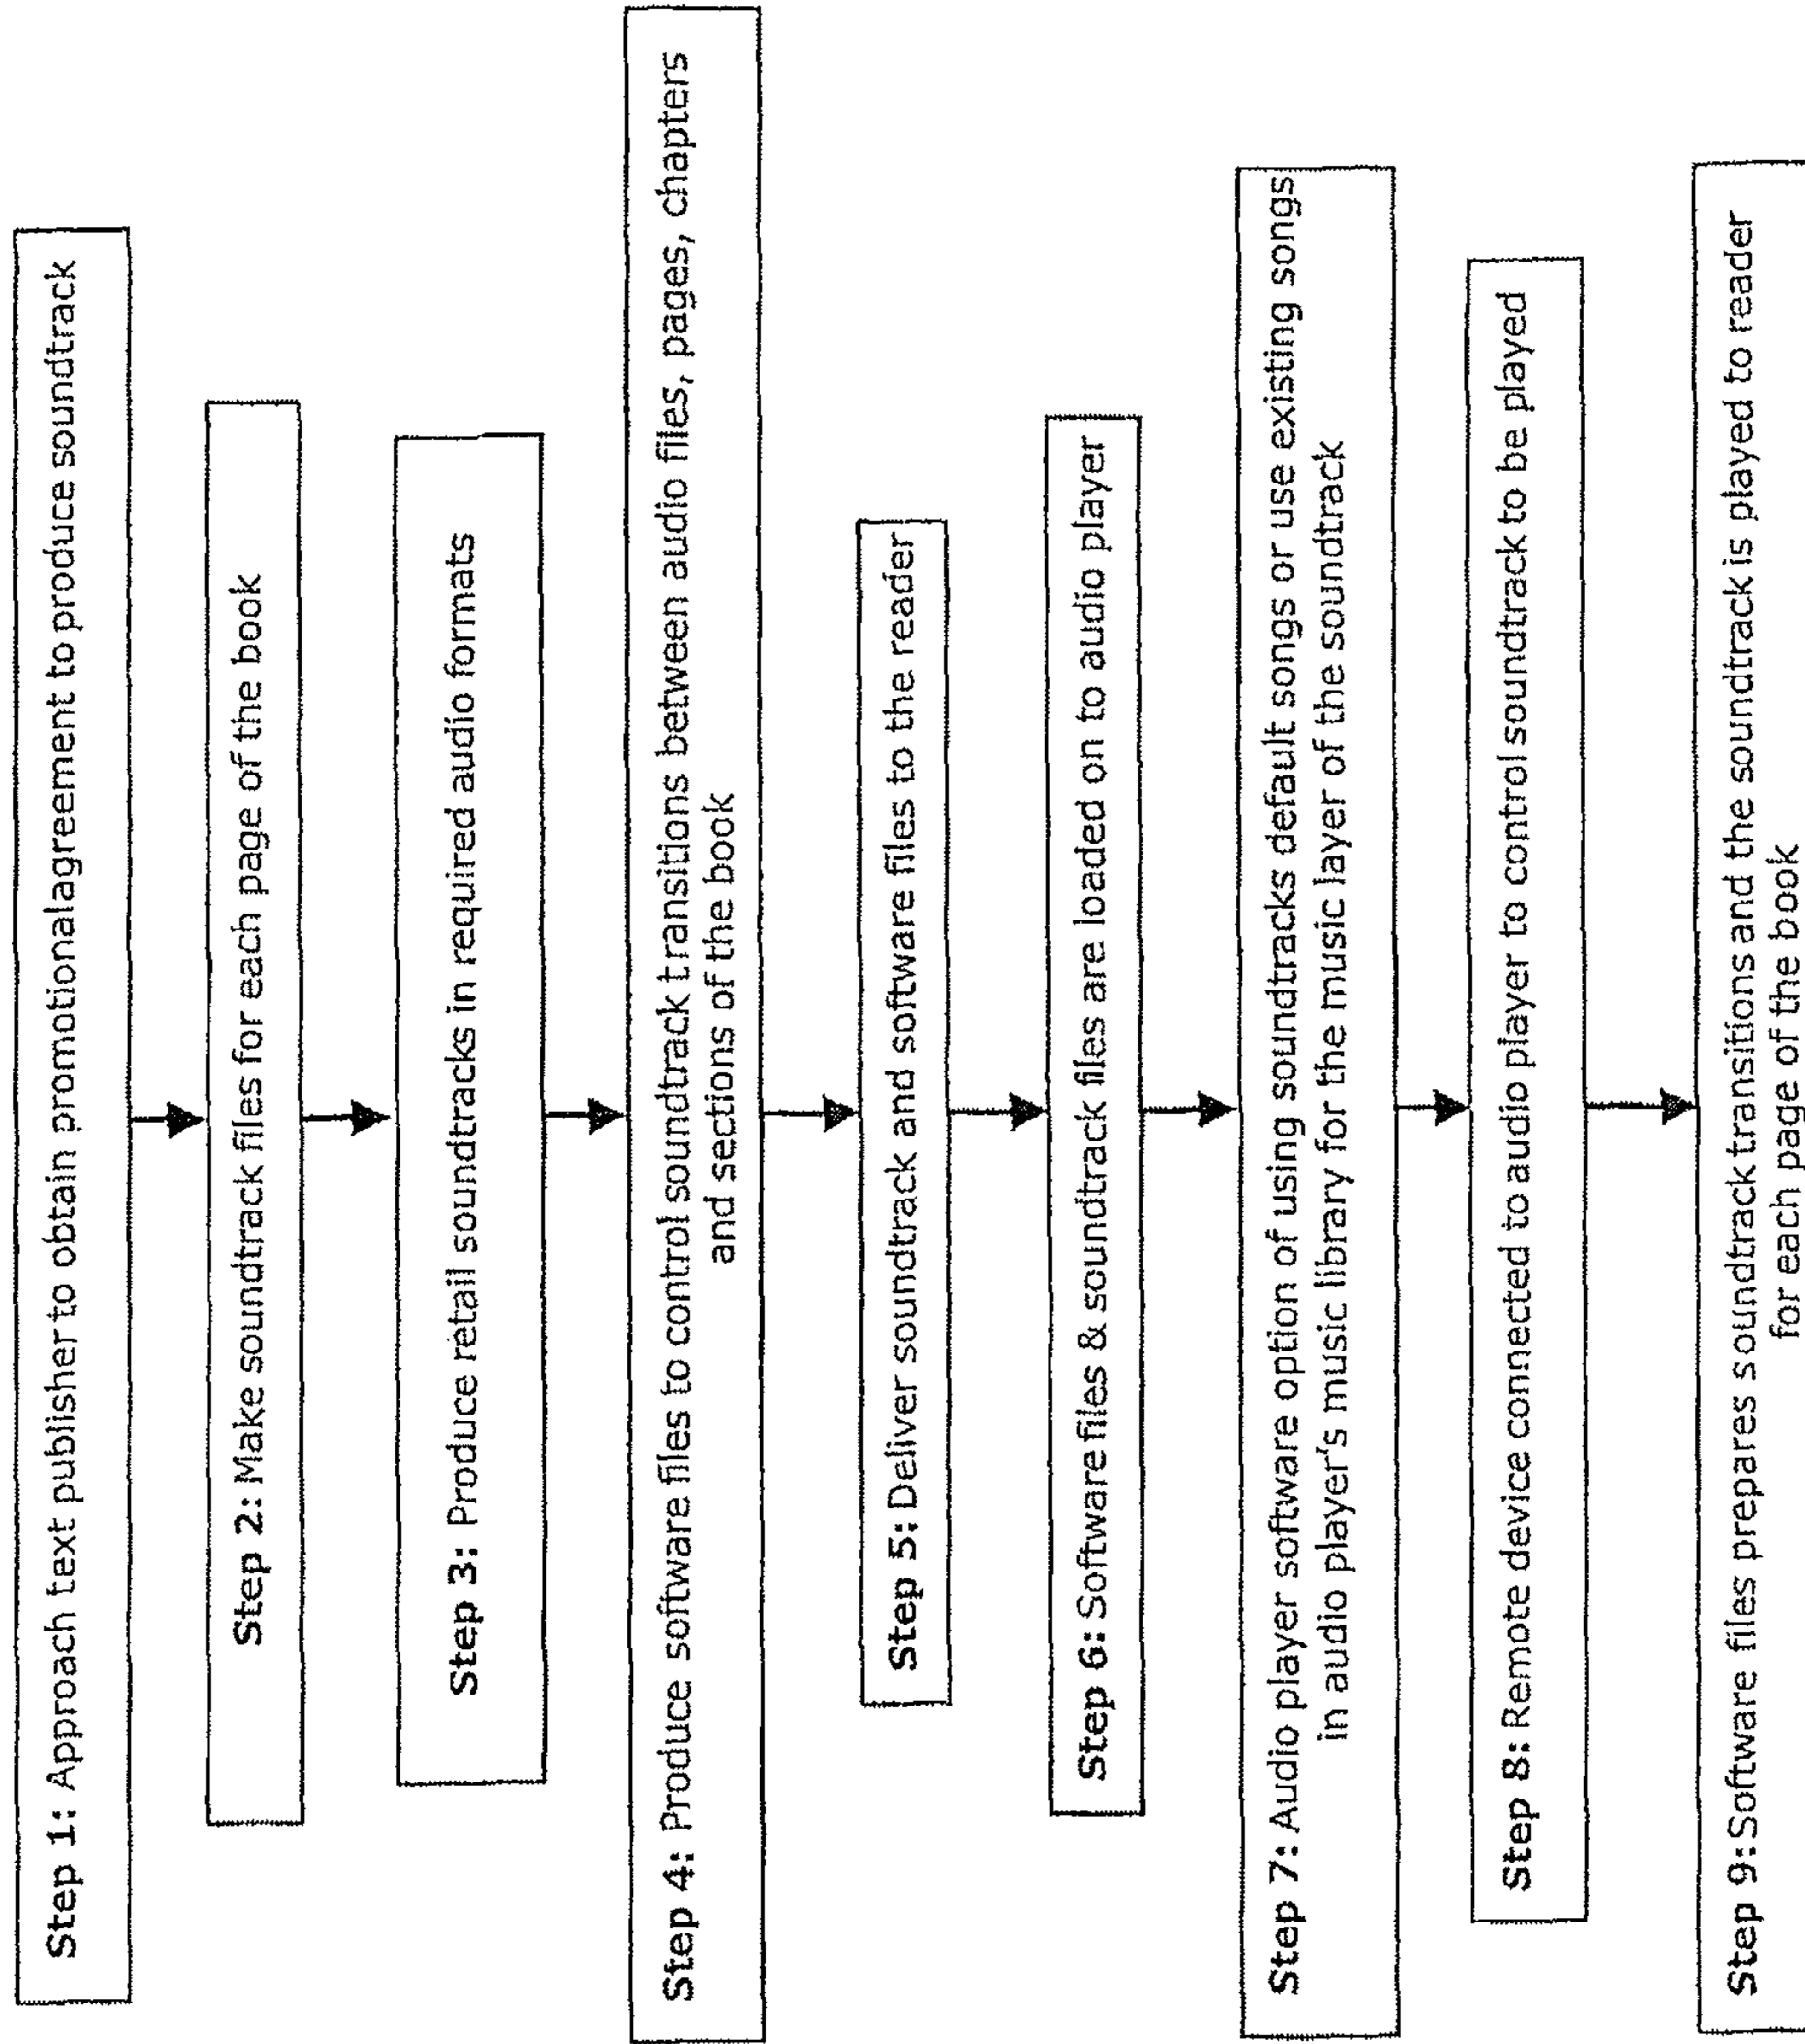 Step 1: Approach text publisher to obtain promotionalagreement to produce soundtrack
Step 2: Make soundtrack files for each page of the book
Step 3: Produce retail soundtracks in required audio formats
Step 4: Produce software files to control soundtrack transitions between audio files, pages, chapters
and sections of the book
Step 5: Deliver soundtrack and software files to the reader
Step 6: Software files & soundtrack files are loaded on to audio player
Step 7: Audio player software option of using soundtracks default songs or use existing songs
in audio player's music library for the music layer of the soundtrack
Step 8: Remote device connected to audio player to control soundtrack to be played
Step 9: Software files prepares soundtrack transitions and the soundtrack is played to reader
for each page of the book